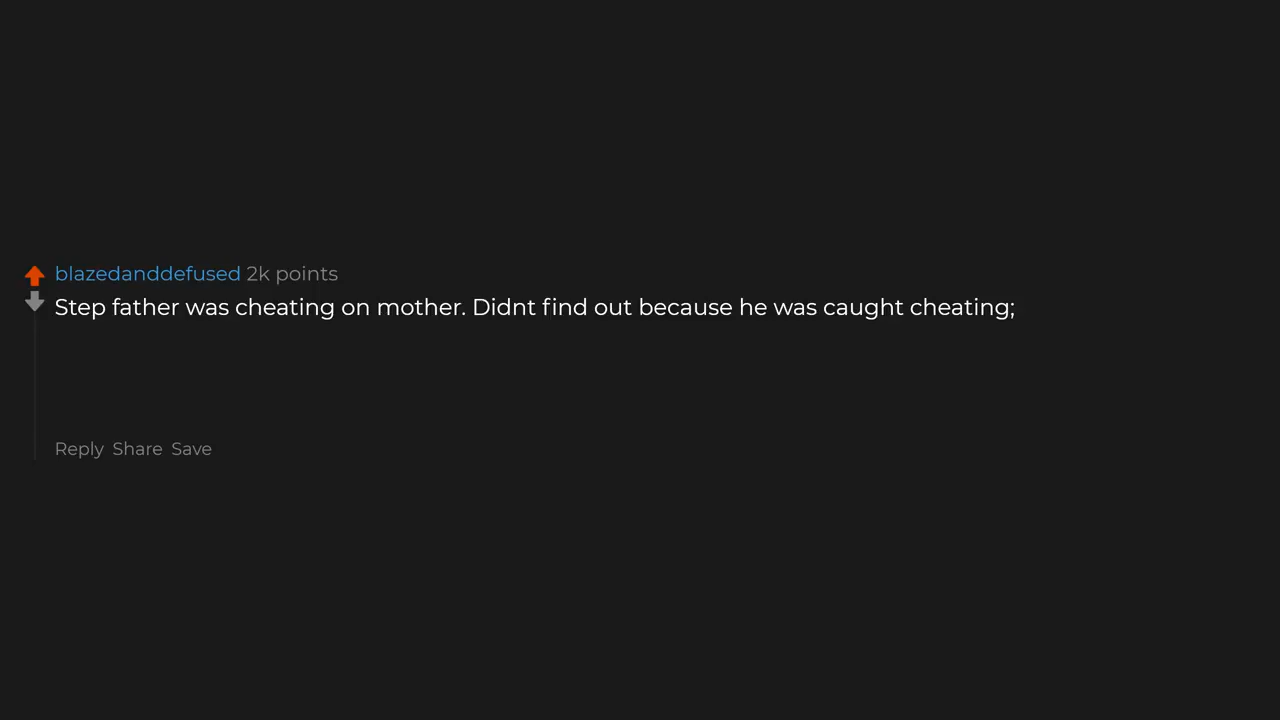 blazedanddefused 2k points
Step father was cheating on mother. Didnt find out because he was caught cheating;
Reply Share Save